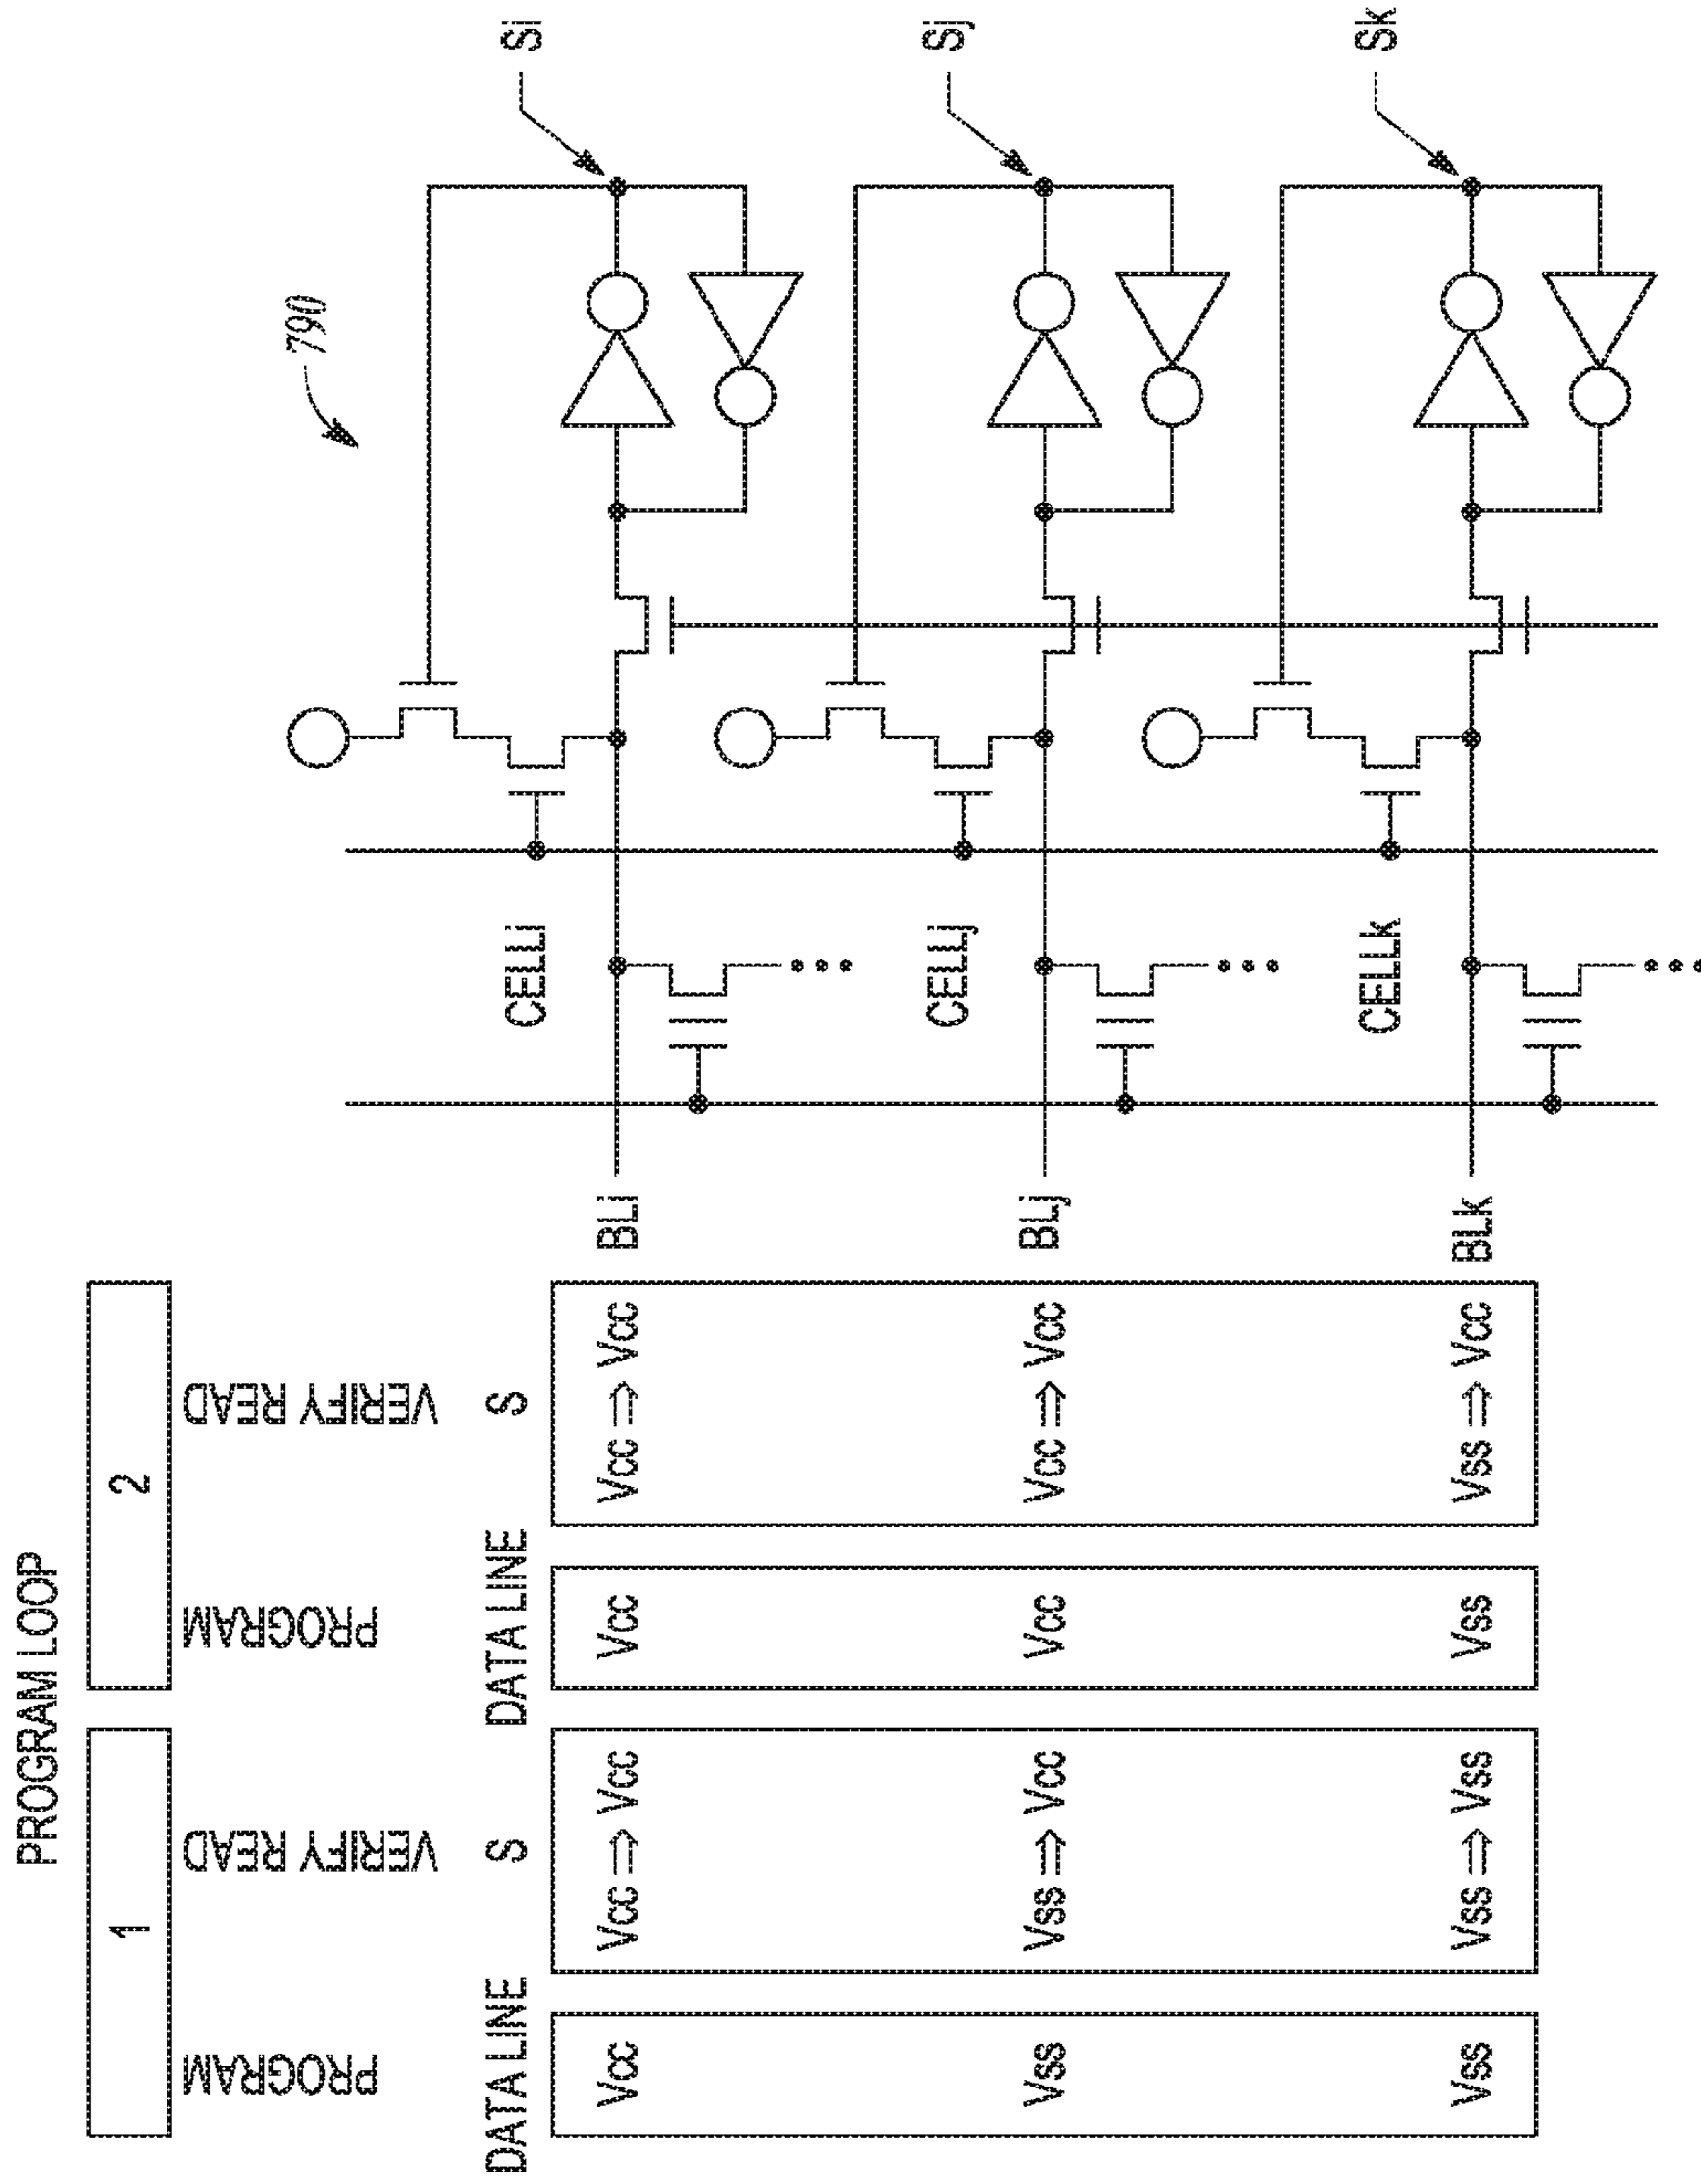 PROGRAM LOOP
1
2
PROGRAM
VERIFY READ
PROGRAM
VERIFY READ
DATA LINE
S
DATA LINE
S
Vcc
Vcc ⇒ Vcc
Vcc
Vcc ⇒ Vcc
Vss
Vss ⇒ Vcc
Vcc
Vcc ⇒ Vcc
Vss
Vss ⇒ Vss
Vss
Vss ⇒ Vcc
790
BLi
CELLi
Si
BLj
CELLj
Sj
BLk
CELLk
Sk